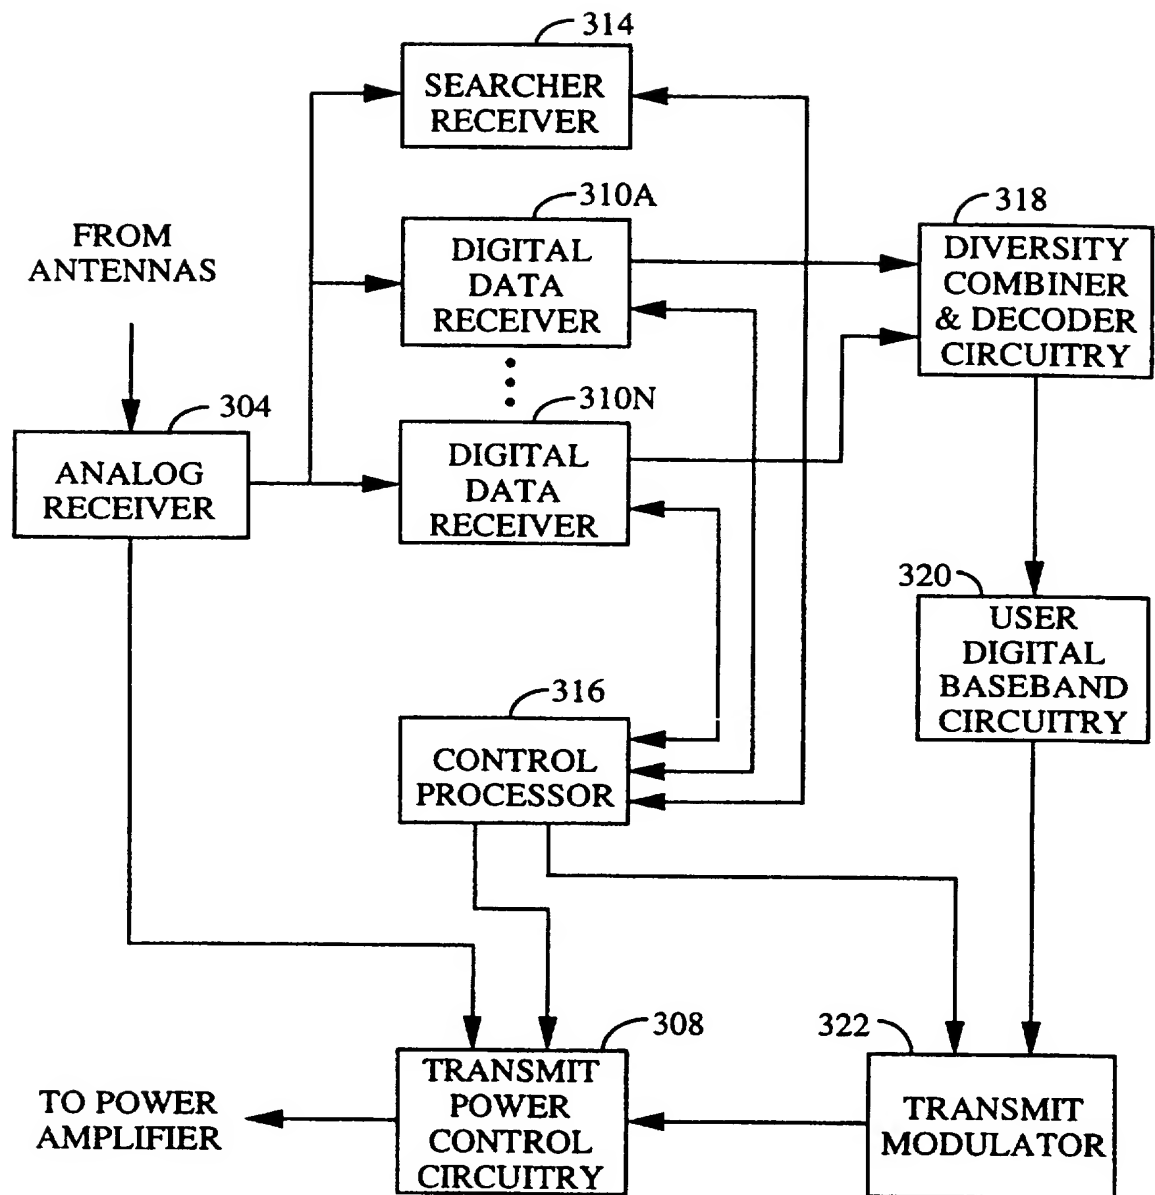 314
SEARCHER
RECEIVER
310A
DIGITAL
DATA
RECEIVER
318
DIVERSITY
COMBINER
& DECODER
CIRCUITRY
FROM
ANTENNAS
304
ANALOG
RECEIVER
310N
DIGITAL
DATA
RECEIVER
320
USER
DIGITAL
BASEBAND
CIRCUITRY
316
CONTROL
PROCESSOR
308
TRANSMIT
POWER
CONTROL
CIRCUITRY
322
TRANSMIT
MODULATOR
TO POWER
AMPLIFIER